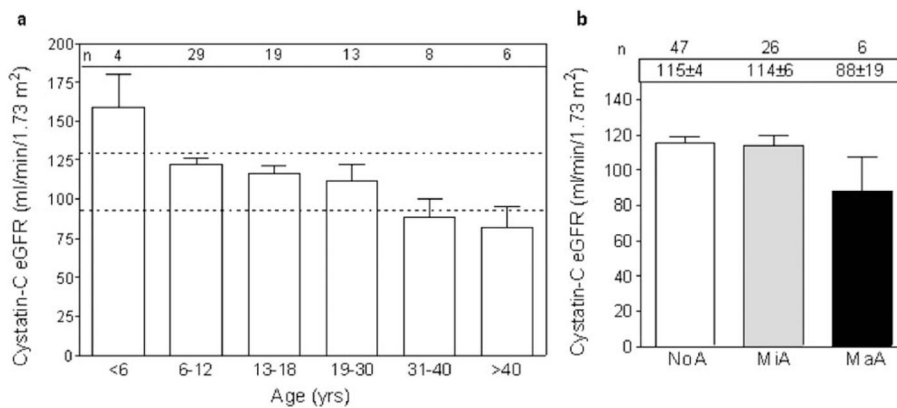 a
n 4 29 19 13 8 6
200
175
150
125
100
75
50
25
0
Cystatin-C eGFR (ml/min/1.73 m²)
<6 6-12 13-18 19-30 31-40 >40
Age (yrs)
b
n 47 26 6
115±4 114±6 88±19
140
120
100
80
60
40
20
0
Cystatin-C eGFR (ml/min/1.73 m²)
NoA MiA MaA